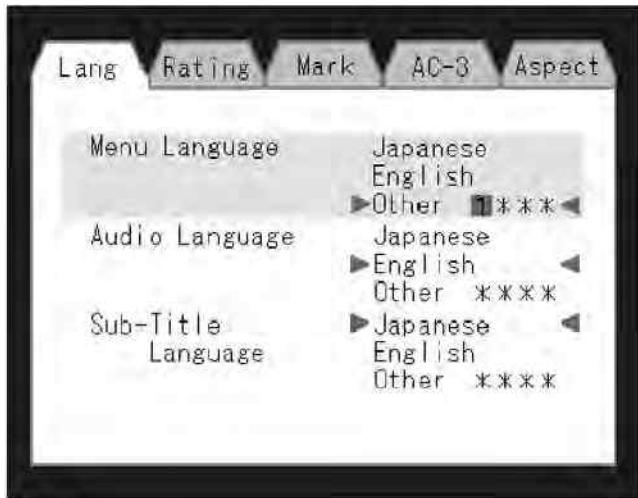 Lang Rating Mark AC-3 Aspect
Menu Language Japanese
English
▶Other 1***◀
Audio Language Japanese
▶English ◀
Other ****
Sub-Title ▶Japanese ◀
Language English
Other ****